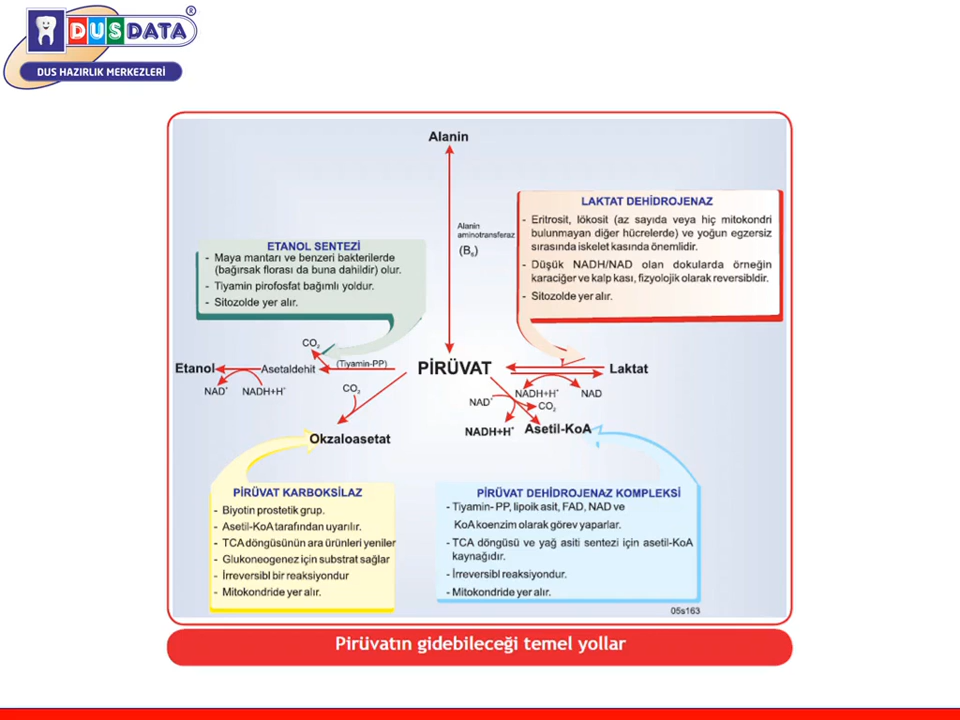 DUSDATA®
DUS HAZIRLIK MERKEZLERİ
Alanin
Alanin
aminotransferaz
(B₆)
LAKTAT DEHİDROJENAZ
- Eritrosit, lökosit (az sayıda veya hiç mitokondri
bulunmayan diğer hücrelerde) ve yoğun egzersiz
sırasında iskelet kasında önemlidir.
- Düşük NADH/NAD olan dokularda örneğin
karaciğer ve kalp kası, fizyolojik olarak reversibldir.
- Sitozolde yer alır.
ETANOL SENTEZİ
- Maya mantarı ve benzeri bakterilerde
(bağırsak florası da buna dahildir) olur.
- Tiyamin pirofosfat bağımlı yoldur.
- Sitozolde yer alır.
CO₂
Etanol
Asetaldehit
(Tiyamin-PP)
PİRÜVAT
Laktat
NAD⁺
NADH+H⁺
CO₂
NADH+H⁺
NAD
NAD⁺
CO₂
NADH+H⁺
Asetil-KoA
Okzaloasetat
PİRÜVAT KARBOKSİLAZ
- Biyotin prostetik grup.
- Asetil-KoA tarafından uyarılır.
- TCA döngüsünün ara ürünleri yeniler
- Glukoneogenez için substrat sağlar
- İrreversibl bir reaksiyondur
- Mitokondride yer alır.
PİRÜVAT DEHİDROJENAZ KOMPLEKSİ
- Tiyamin- PP, lipoik asit, FAD, NAD ve
KoA koenzim olarak görev yaparlar.
- TCA döngüsü ve yağ asiti sentezi için asetil-KoA
kaynağıdır.
- İrreversibl reaksiyondur.
- Mitokondride yer alır.
05s163
Pirüvatın gidebileceği temel yollar